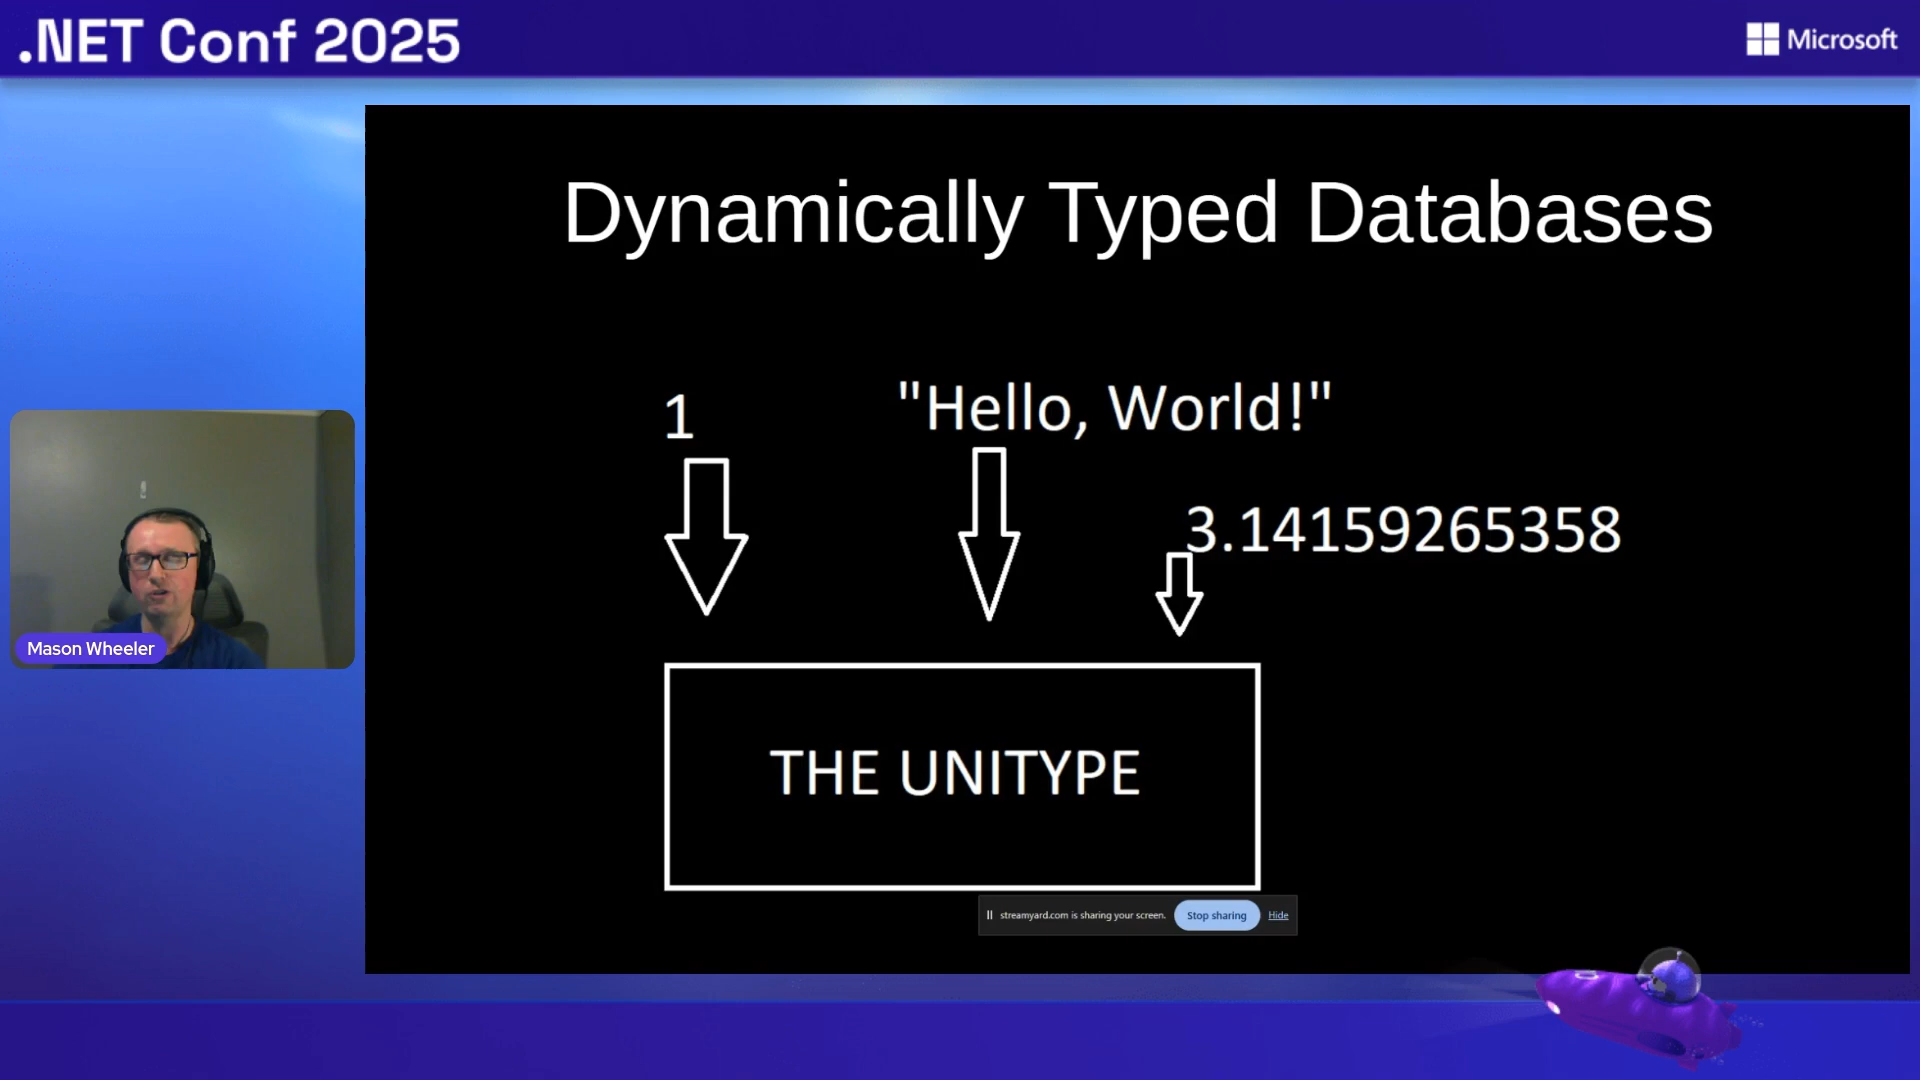 .NET Conf 2025
Microsoft
Dynamically Typed Databases
1
"Hello, World!"
3.14159265358
THE UNITYPE
Mason Wheeler
streamyard.com is sharing your screen. Stop sharing Hide